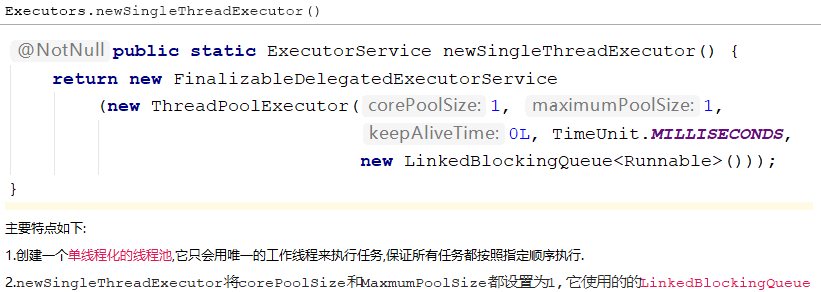 Executors.newSingleThreadExecutor()
@NotNull public static ExecutorService newSingleThreadExecutor() {
return new FinalizableDelegatedExecutorService
(new ThreadPoolExecutor( corePoolSize: 1, maximumPoolSize: 1,
keepAliveTime: 0L, TimeUnit.MILLISECONDS,
new LinkedBlockingQueue<Runnable>()));
}
主要特点如下:
1.创建一个单线程化的线程池,它只会用唯一的工作线程来执行任务,保证所有任务都按照指定顺序执行.
2.newSingleThreadExecutor将corePoolSize和MaxmumPoolSize都设置为1,它使用的的LinkedBlockingQueue